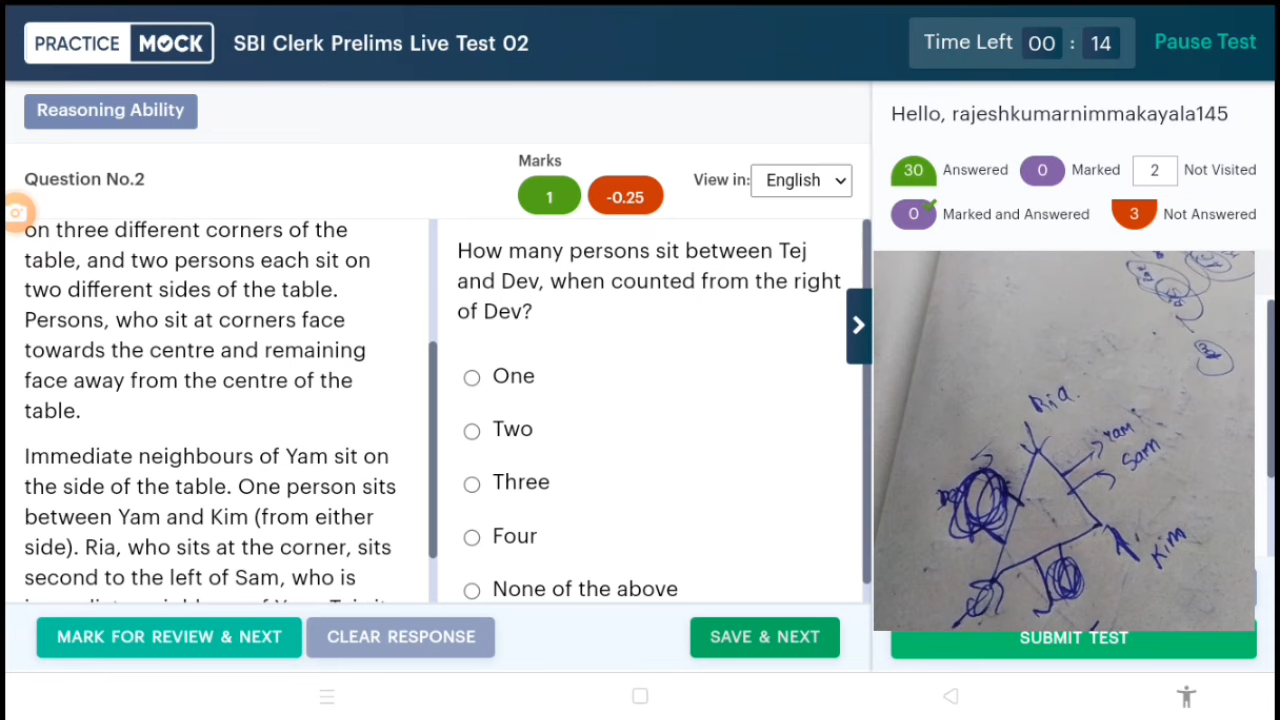 PRACTICE MOCK SBI Clerk Prelims Live Test 02
Time Left 00 : 14 Pause Test
Reasoning Ability
Hello, rajeshkumarnimmakayala145
Question No.2
Marks
1 -0.25
View in: English
30 Answered 0 Marked 2 Not Visited
0 Marked and Answered 3 Not Answered
on three different corners of the
table, and two persons each sit on
two different sides of the table.
Persons, who sit at corners face
towards the centre and remaining
face away from the centre of the
table.
Immediate neighbours of Yam sit on
the side of the table. One person sits
between Yam and Kim (from either
side). Ria, who sits at the corner, sits
second to the left of Sam, who is
How many persons sit between Tej
and Dev, when counted from the right
of Dev?
One
Two
Three
Four
None of the above
Ria
Yam
Sam
Kim
MARK FOR REVIEW & NEXT CLEAR RESPONSE SAVE & NEXT SUBMIT TEST